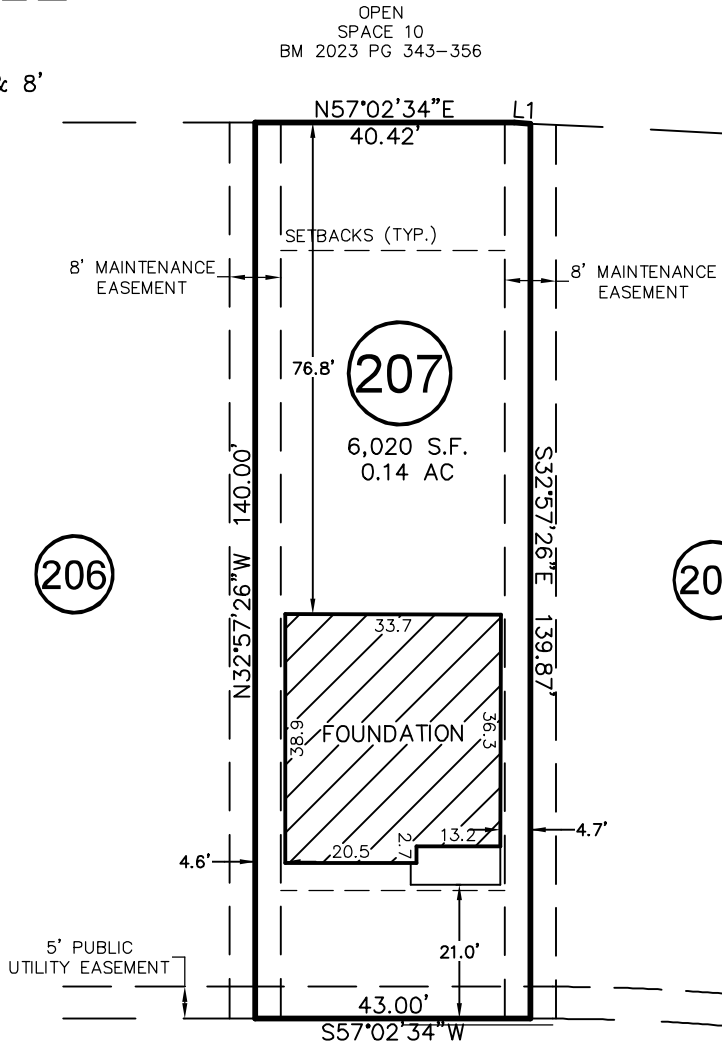 OPEN
SPACE 10
BM 2023 PG 343-356
& 8'
N57°02'34"E
L1
40.42'
SETBACKS (TYP.)
8' MAINTENANCE
EASEMENT
8' MAINTENANCE
EASEMENT
76.8'
207
6,020 S.F.
0.14 AC
N32°57'26"W 140.00'
S32°57'26"E 139.87'
206
20
33.7
38.9
FOUNDATION
36.3
13.2
2.7
20.5
4.7'
4.6'
5' PUBLIC
UTILITY EASEMENT
21.0'
43.00'
S57°02'34"W